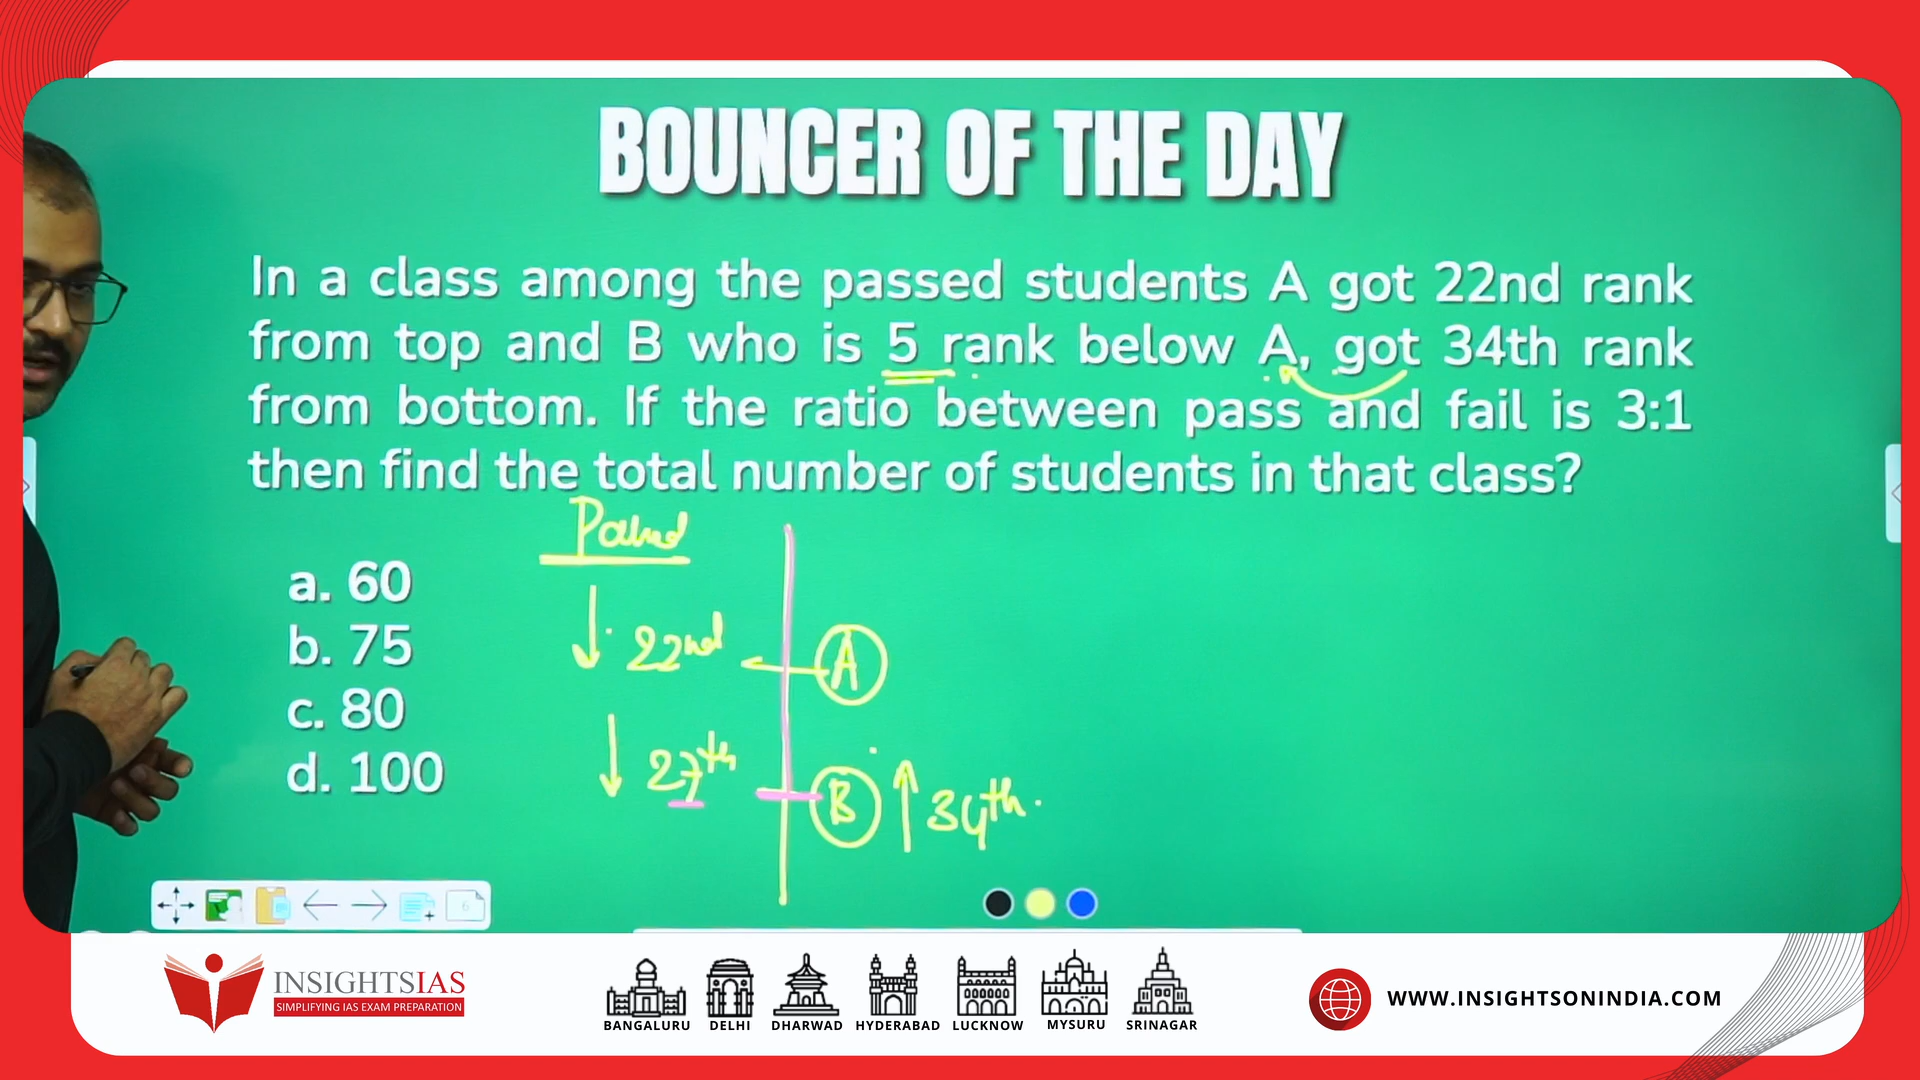 BOUNCER OF THE DAY
In a class among the passed students A got 22nd rank
from top and B who is 5 rank below A, got 34th rank
from bottom. If the ratio between pass and fail is 3:1
then find the total number of students in that class?
Passed
a. 60
b. 75
c. 80
d. 100
22nd
A
27th
B
34th
6
INSIGHTSIAS
SIMPLIFYING IAS EXAM PREPARATION
BANGALURU DELHI DHARWAD HYDERABAD LUCKNOW MYSURU SRINAGAR
WWW.INSIGHTSONINDIA.COM